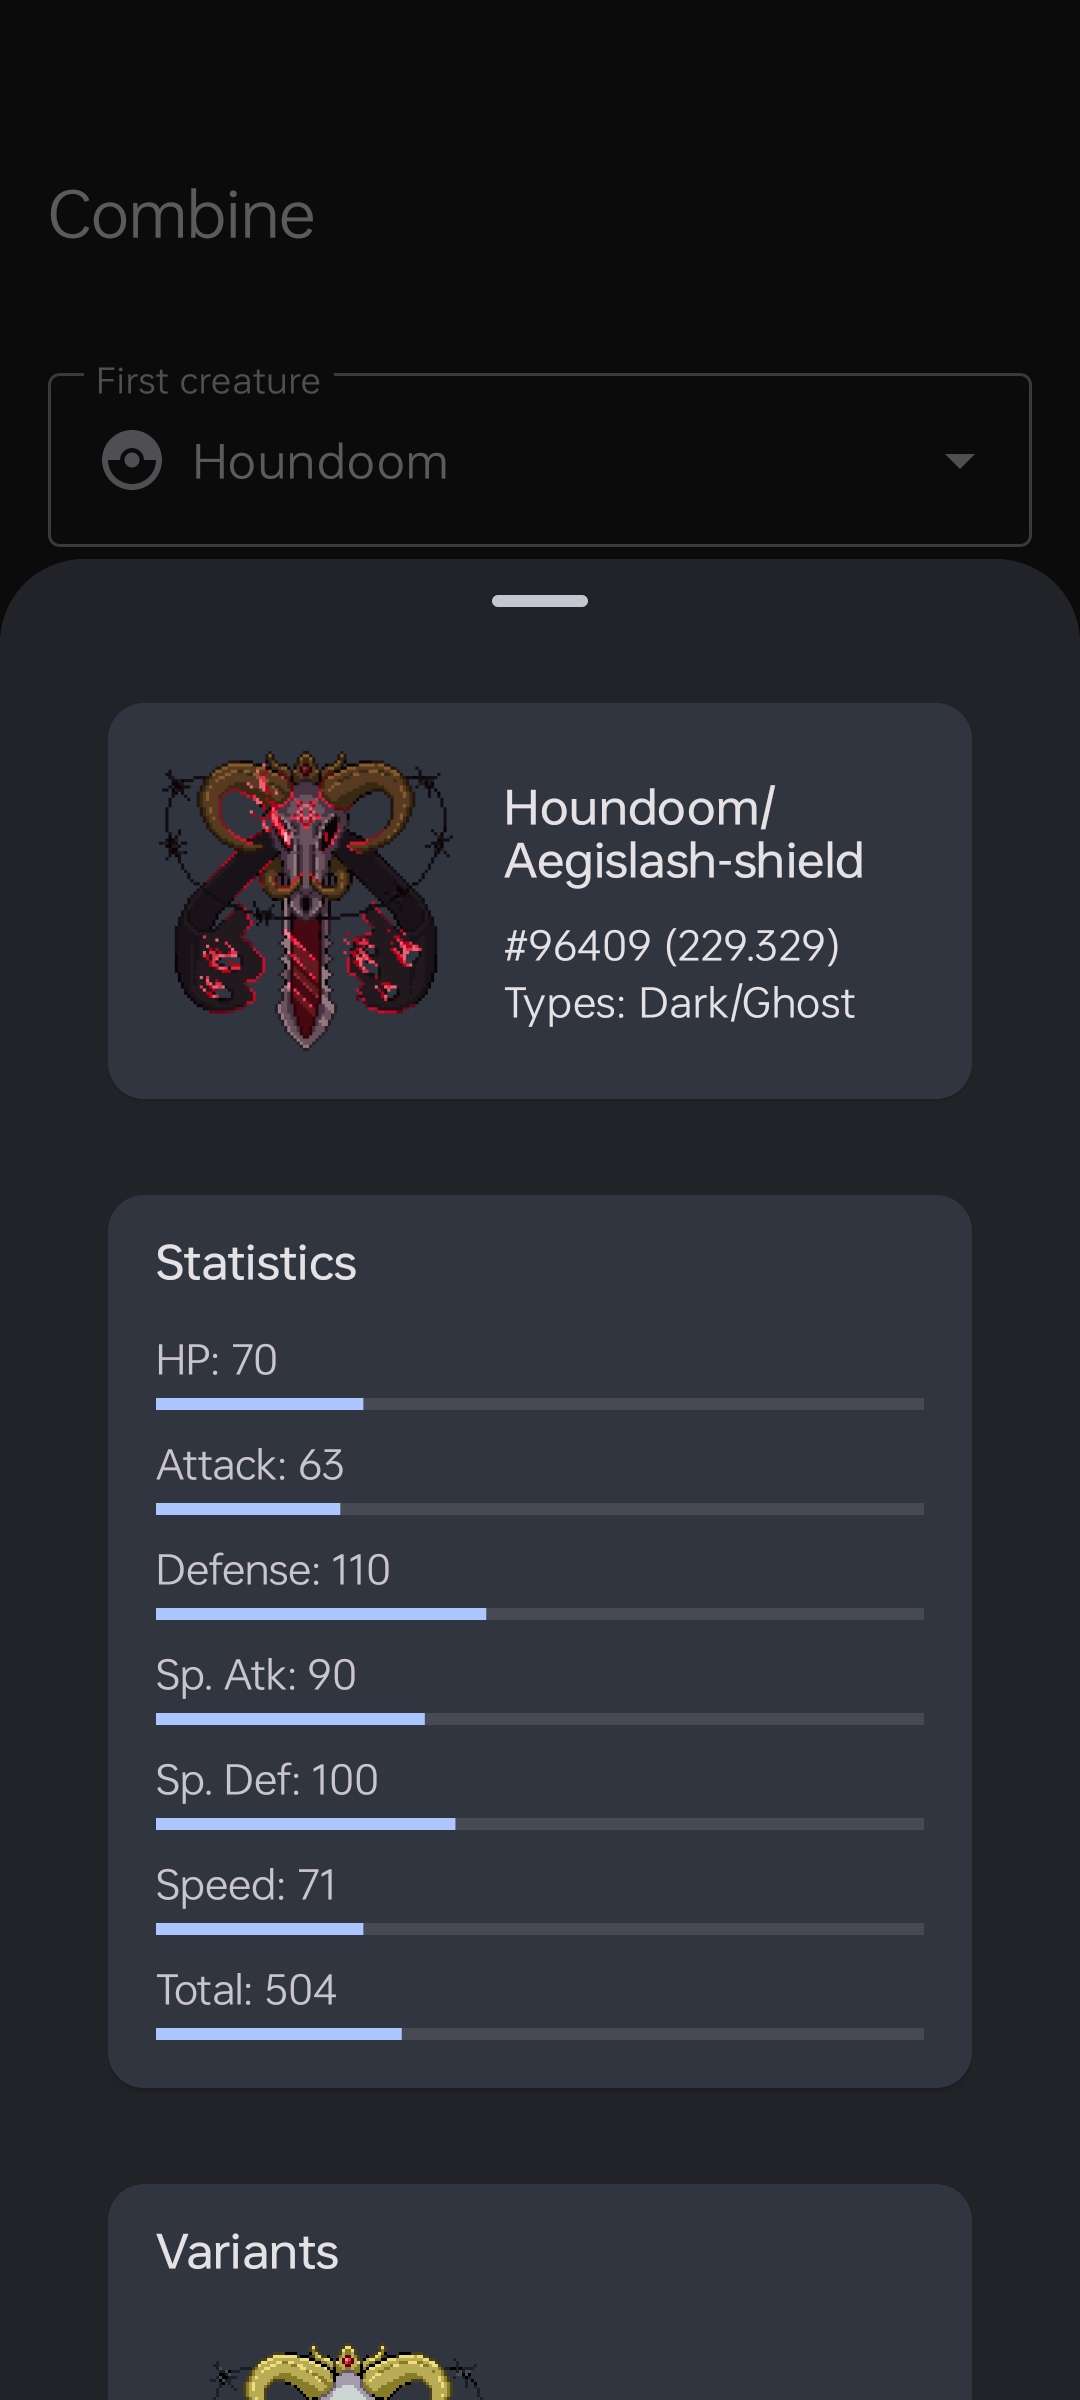 Combine
First creature
Houndoom
Houndoom/
Aegislash-shield
#96409 (229.329)
Types: Dark/Ghost
Statistics
HP: 70
Attack: 63
Defense: 110
Sp. Atk: 90
Sp. Def: 100
Speed: 71
Total: 504
Variants